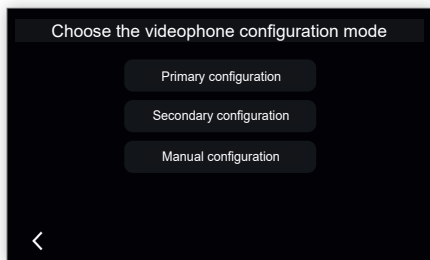 Choose the videophone configuration mode
Primary configuration
Secondary configuration
Manual configuration